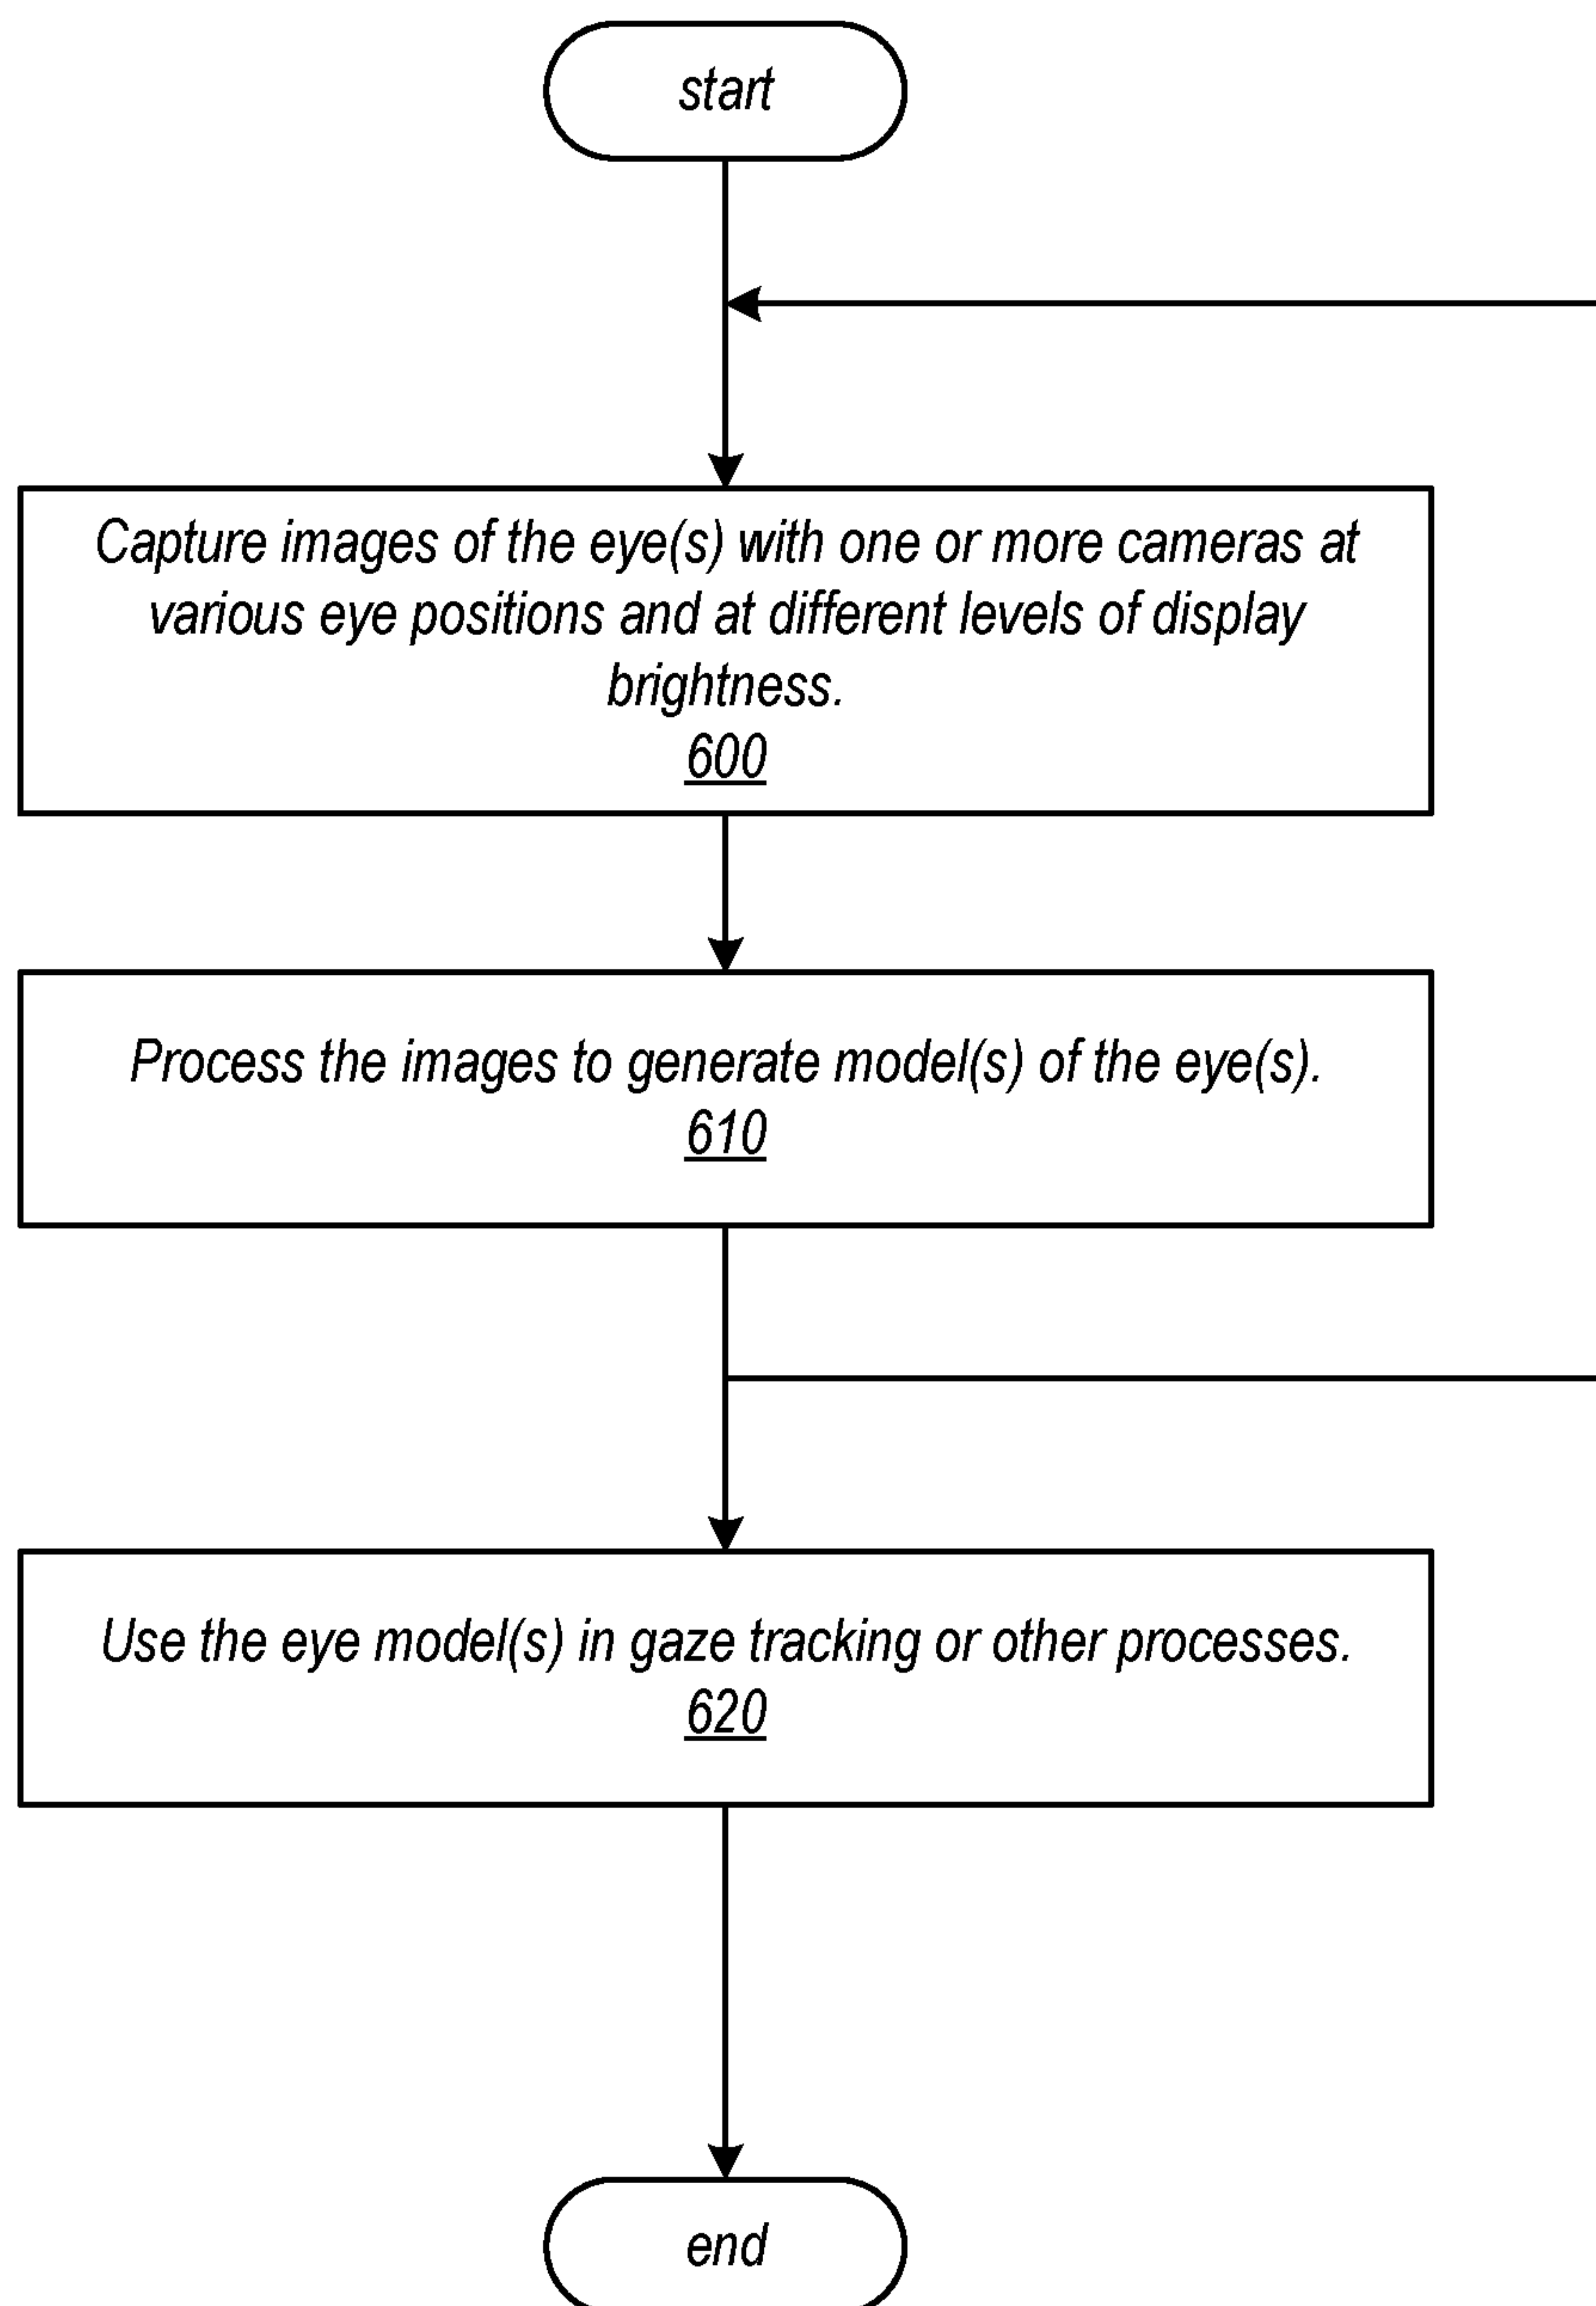 start
Capture images of the eye(s) with one or more cameras at
various eye positions and at different levels of display
brightness.
600
Process the images to generate model(s) of the eye(s).
610
Use the eye model(s) in gaze tracking or other processes.
620
end